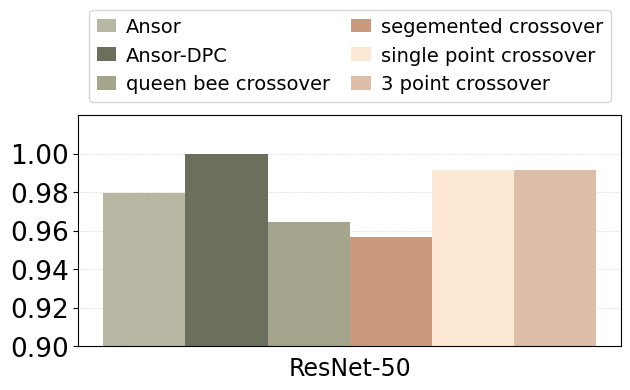 Ansor
Ansor-DPC
queen bee crossover
segemented crossover
single point crossover
3 point crossover
1.00
0.98
0.96
0.94
0.92
0.90
ResNet-50